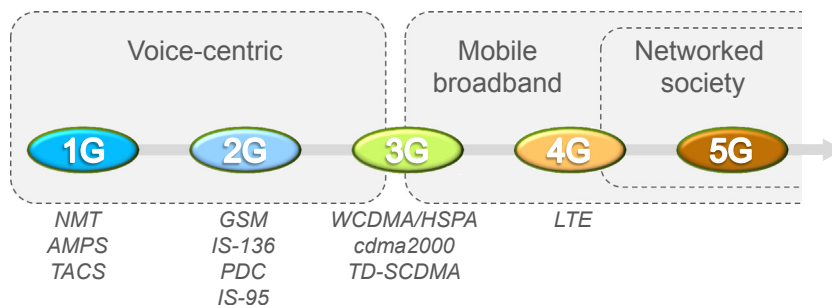 Voice-centric
Mobile
broadband
Networked
society
1G
2G
3G
4G
5G
NMT
AMPS
TACS
GSM
IS-136
PDC
IS-95
WCDMA/HSPA
cdma2000
TD-SCDMA
LTE